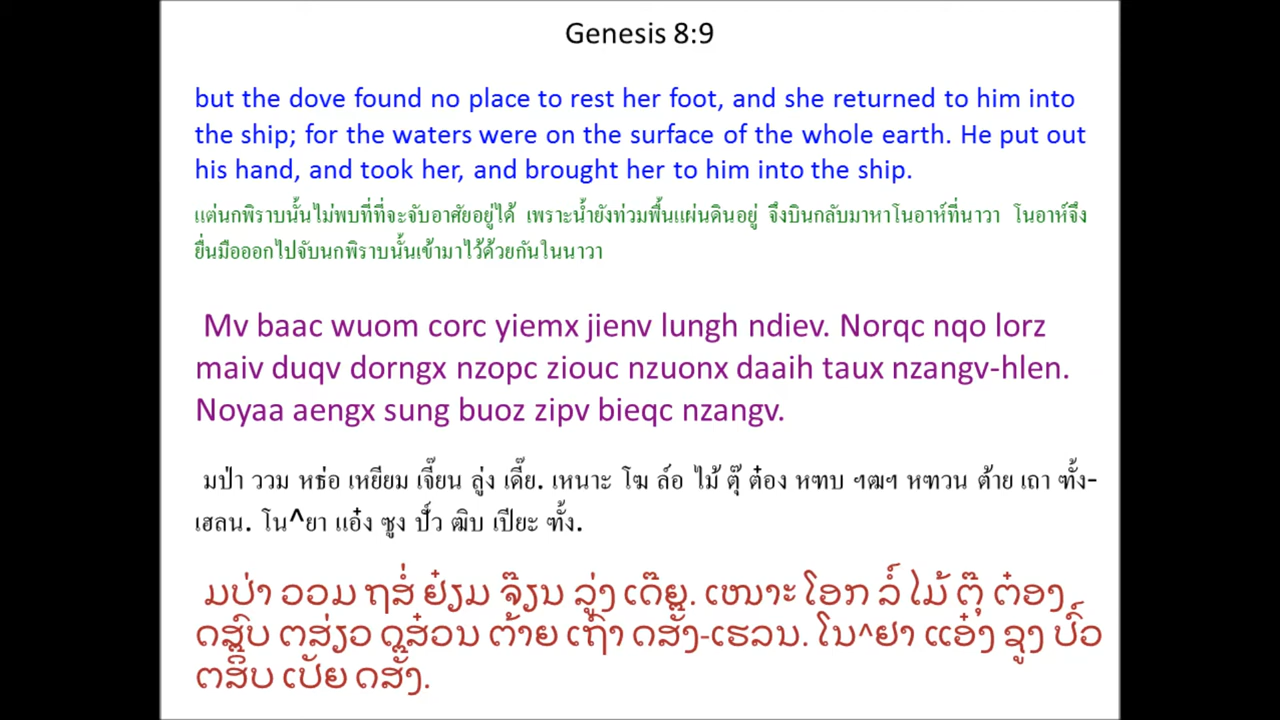 Genesis 8:9
but the dove found no place to rest her foot, and she returned to him into
the ship; for the waters were on the surface of the whole earth. He put out
his hand, and took her, and brought her to him into the ship.
แต่นกพิราบนั้นไม่พบที่ที่จะจับอาศัยอยู่ได้ เพราะน้ำยังท่วมพื้นแผ่นดินอยู่ จึงบินกลับมาหาโนอาห์ที่นาวา โนอาห์จึง
ยื่นมือออกไปจับนกพิราบนั้นเข้ามาไว้ด้วยกันในนาวา
Mv baac wuom corc yiemx jienv lungh ndiev. Norqc nqo lorz
maiv duqv dorngx nzopc ziouc nzuonx daaih taux nzangv-hlen.
Noyaa aengx sung buoz zipv bieqc nzangv.
มป่า ววม หธ่อ เหยียม เจี๊ยน ลู่ง เดี๊ย. เหนาะ โฆ ล์อ ไม้ ตุ๊ ต๋อง หฑบ ฯฒฯ หฑวน ต้าย เถา ฑั้ง-
เฮลน. โน^ยา แอ๋ง ซูง ปั์ว ฒิบ เปียะ ฑั้ง.
ມປ່າ ວວມ ຖສໍ່ ຢ໋ຽມ ຈ໊ຽນ ລູ່ງ ເດ໊ຍ. ເໜາະ ໂອກ ລໍ໌ ໄມ້ ຕຸ໊ ຕ໋ອງ
ດສົບ ຕສ່ຽວ ດສ໋ວນ ຕ້າຍ ເຖົາ ດສັ໊ງ-ເຮລນ. ໂນ^ຢາ ແອ໋ງ ຊູງ ປົ໌ວ
ຕສິ໊ບ ເປັຍ ດສັ໊ງ.